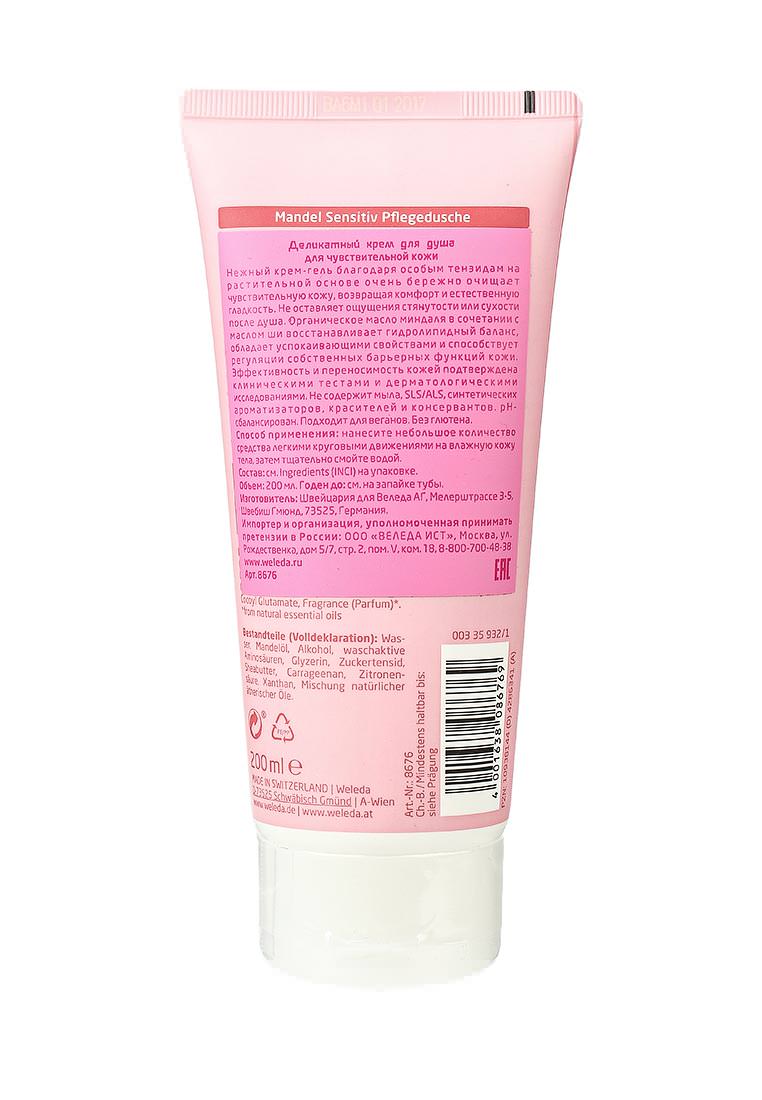 BA6M1 01 2017
Mandel Sensitiv Pflegedusche
Деликатный крем для душа
для чувствительной кожи
Нежный крем-гель благодаря особым тензидам на
растительной основе очень бережно очищает
чувствительную кожу, возвращая комфорт и естественную
гладкость. Не оставляет ощущения стянутости или сухости
после душа. Органическое масло миндаля в сочетании с
маслом ши восстанавливает гидролипидный баланс,
обладает успокаивающими свойствами и способствует
регуляции собственных барьерных функций кожи.
Эффективность и переносимость кожей подтверждена
клиническими тестами и дерматологическими
исследованиями. Не содержит мыла, SLS/ALS, синтетических
ароматизаторов, красителей и консервантов. pH-
сбалансирован. Подходит для веганов. Без глютена.
Способ применения: нанесите небольшое количество
средства легкими круговыми движениями на влажную кожу
тела, затем тщательно смойте водой.
Состав: см. Ingredients (INCI) на упаковке.
Объем: 200 мл. Годен до: см. на запайке тубы.
Изготовитель: Швейцария для Веледа АГ, Мелерштрассе 3-5,
Швебиш Гмюнд, 73525, Германия.
Импортер и организация, уполномоченная принимать
претензии в России: ООО «ВЕЛЕДА ИСТ», Москва, ул.
Рождественка, дом 5/7, стр. 2, пом. V, ком. 18, 8-800-700-48-38
www.weleda.ru
Арт. 8676
EAC
Cocoyl Glutamate, Fragrance (Parfum)*.
*from natural essential oils
Bestandteile (Volldeklaration): Was-
ser, Mandelöl, Alkohol, waschaktive
Aminosäuren, Glyzerin, Zuckertensid,
Sheabutter, Carrageenan, Zitronen-
säure, Xanthan, Mischung natürlicher
ätherischer Öle.
003 35 932/1
PE/PP
200 ml e
MADE IN SWITZERLAND | Weleda
D-73525 Schwäbisch Gmünd | A-Wien
www.weleda.de | www.weleda.at
Art.-Nr.: 8676
Ch.-B./Mindestens haltbar bis:
siehe Prägung
4 001638 086769
PZN: 10938144 (D) 4286341 (A)